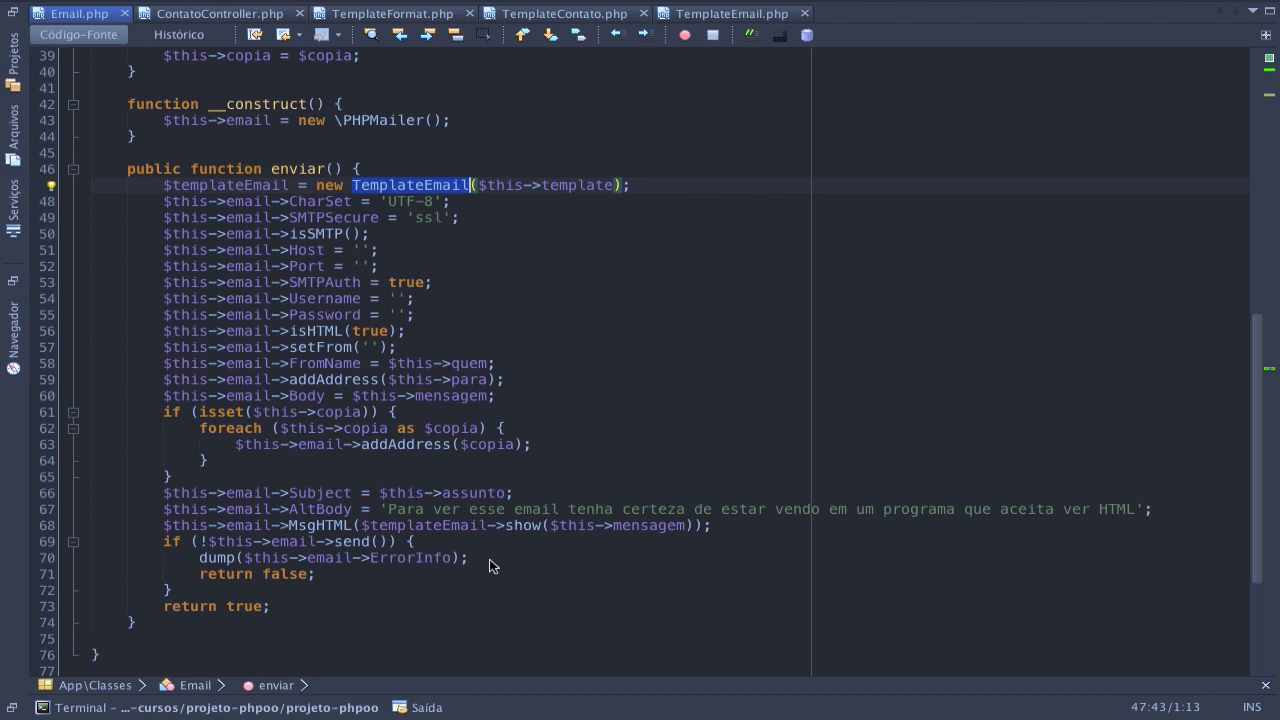 Email.php ContatoController.php TemplateFormat.php TemplateContato.php TemplateEmail.php
Código-Fonte Histórico
Projetos
Arquivos
Serviços
Navegador
39 $this->copia = $copia;
40 }
41
42 function __construct() {
43 $this->email = new \PHPMailer();
44 }
45
46 public function enviar() {
$templateEmail = new TemplateEmail($this->template);
48 $this->email->CharSet = 'UTF-8';
49 $this->email->SMTPSecure = 'ssl';
50 $this->email->isSMTP();
51 $this->email->Host = '';
52 $this->email->Port = '';
53 $this->email->SMTPAuth = true;
54 $this->email->Username = '';
55 $this->email->Password = '';
56 $this->email->isHTML(true);
57 $this->email->setFrom('');
58 $this->email->FromName = $this->quem;
59 $this->email->addAddress($this->para);
60 $this->email->Body = $this->mensagem;
61 if (isset($this->copia)) {
62 foreach ($this->copia as $copia) {
63 $this->email->addAddress($copia);
64 }
65 }
66 $this->email->Subject = $this->assunto;
67 $this->email->AltBody = 'Para ver esse email tenha certeza de estar vendo em um programa que aceita ver HTML';
68 $this->email->MsgHTML($templateEmail->show($this->mensagem));
69 if (!$this->email->send()) {
70 dump($this->email->ErrorInfo);
71 return false;
72 }
73 return true;
74 }
75
76 }
77
App\Classes Email enviar
Terminal - ...-cursos/projeto-phpoo/projeto-phpoo Saída 47:43/1:13 INS